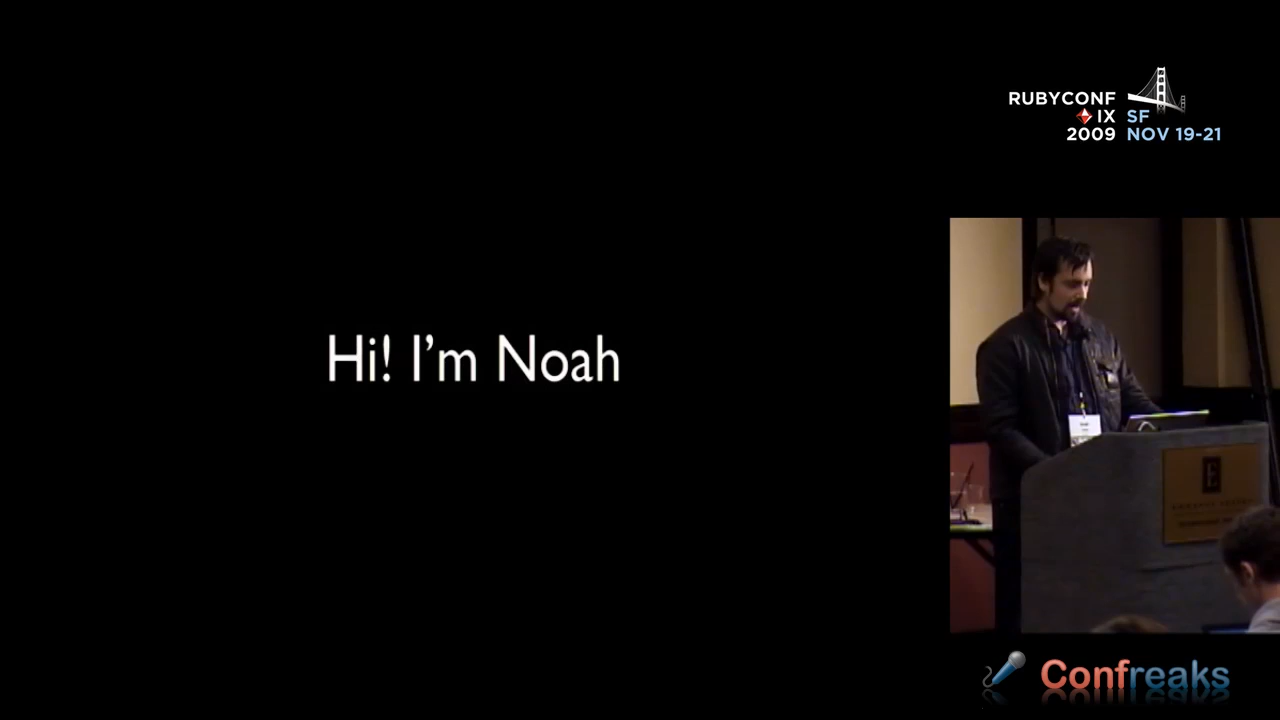 RUBYCONF
IX SF
2009 NOV 19-21
Hi! I'm Noah
E
Confreaks